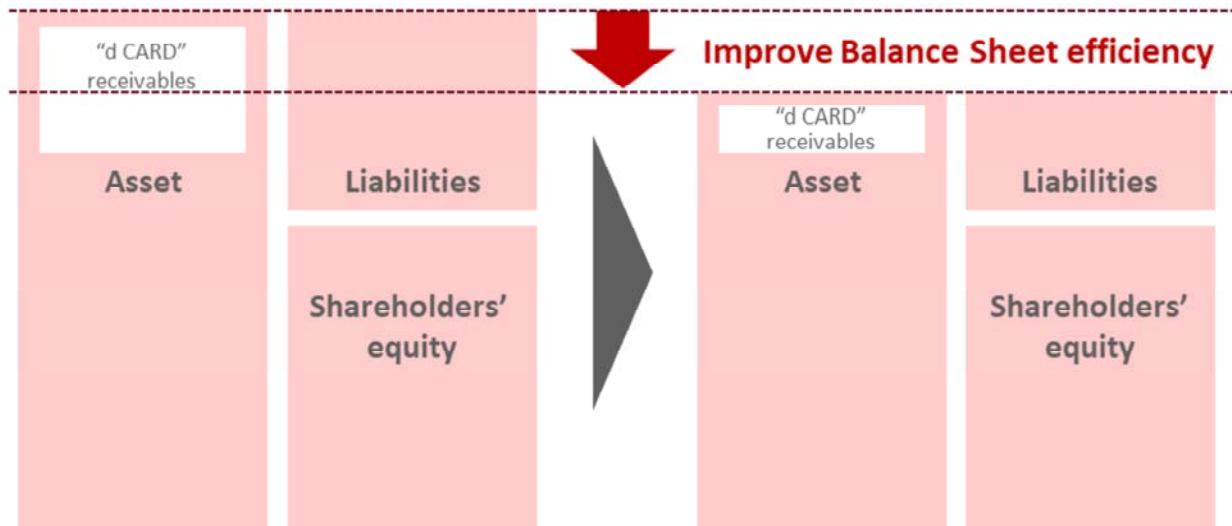 “d CARD”
receivables
Asset
Liabilities
Shareholders’
equity
Improve Balance Sheet efficiency
“d CARD”
receivables
Asset
Liabilities
Shareholders’
equity